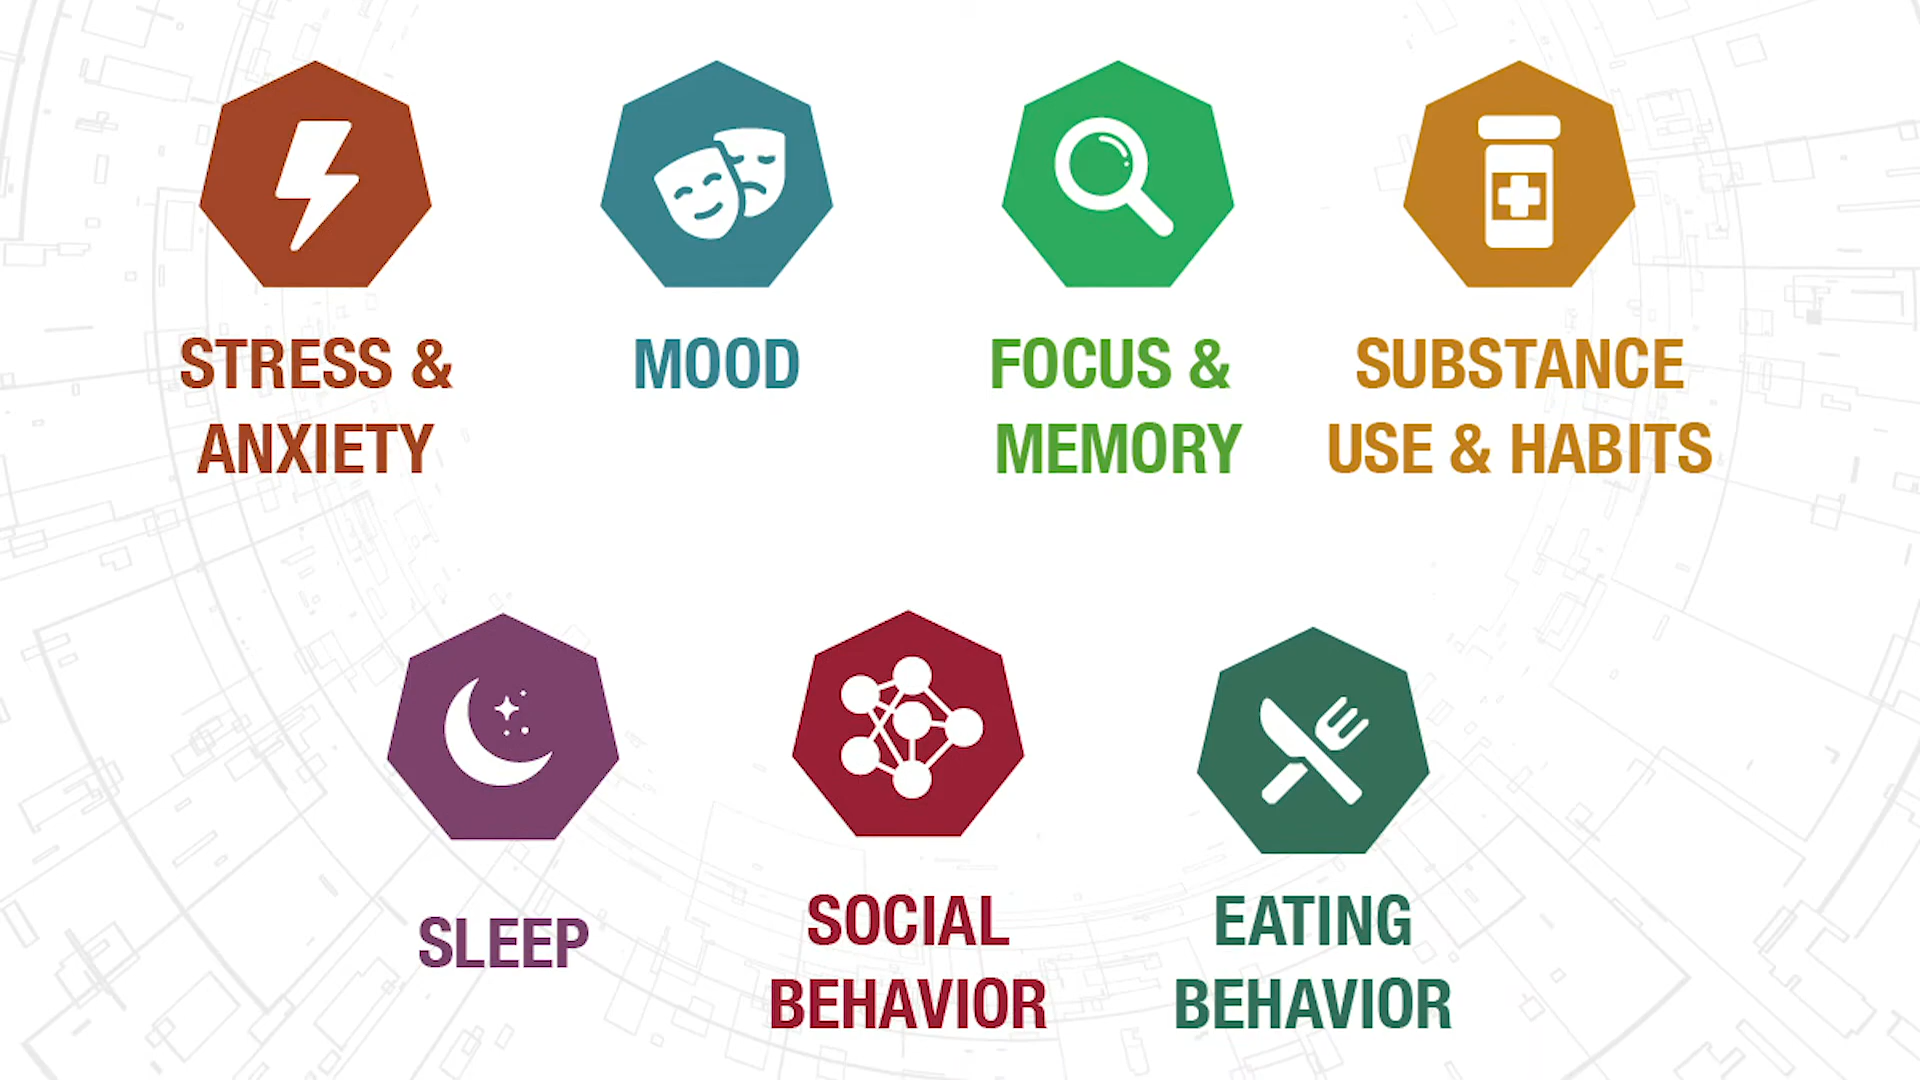 STRESS &
ANXIETY
MOOD
FOCUS &
MEMORY
SUBSTANCE
USE & HABITS
SLEEP
SOCIAL
BEHAVIOR
EATING
BEHAVIOR